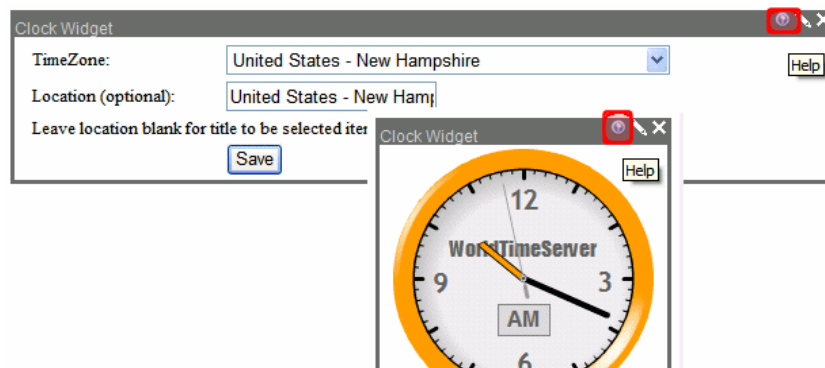 Clock Widget
TimeZone:
United States - New Hampshire
Help
Location (optional):
United States - New Hamp
Leave location blank for title to be selected iter
Save
Clock Widget
Help
12
WorldTimeServer
9
3
AM
6